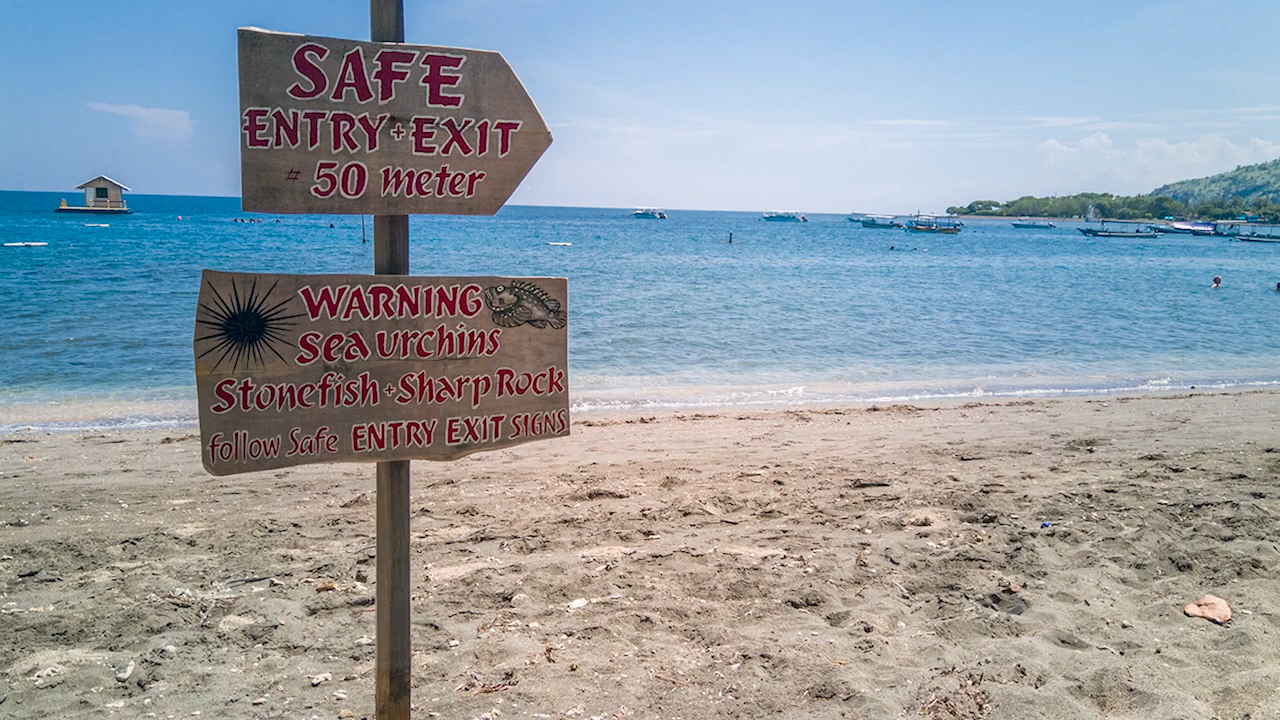 SAFE
ENTRY + EXIT
# 50 meter
WARNING
Sea Urchins
Stonefish + Sharp Rock
follow Safe ENTRY EXIT SIGNS